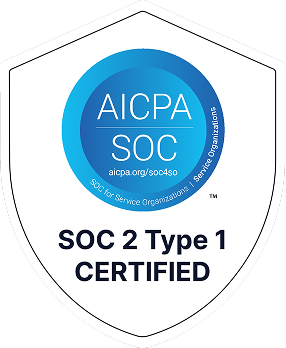 AICPA
SOC
aicpa.org/soc4so
SOC for Service Organizations | Service Organizations
TM
SOC 2 Type 1
CERTIFIED